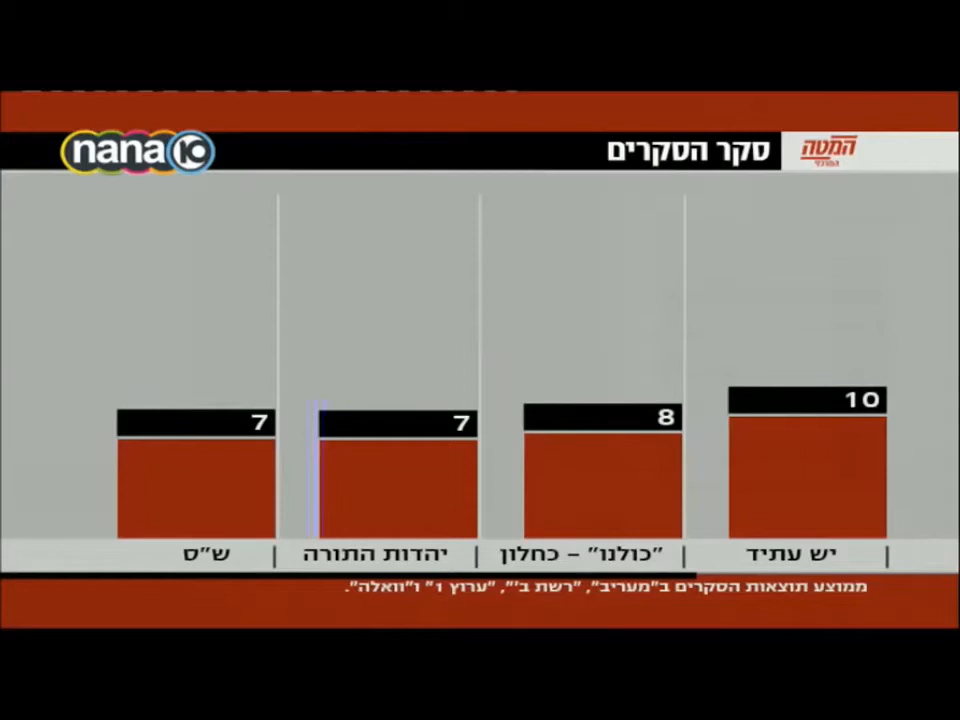 המטה
המרכזי
סקר הסקרים
nana10
10
8
7
7
יש עתיד | "כולנו" – כחלון | יהדות התורה | ש"ס
ממוצע תוצאות הסקרים ב"מעריב", "רשת ב'", "ערוץ 1" ו"וואלה".